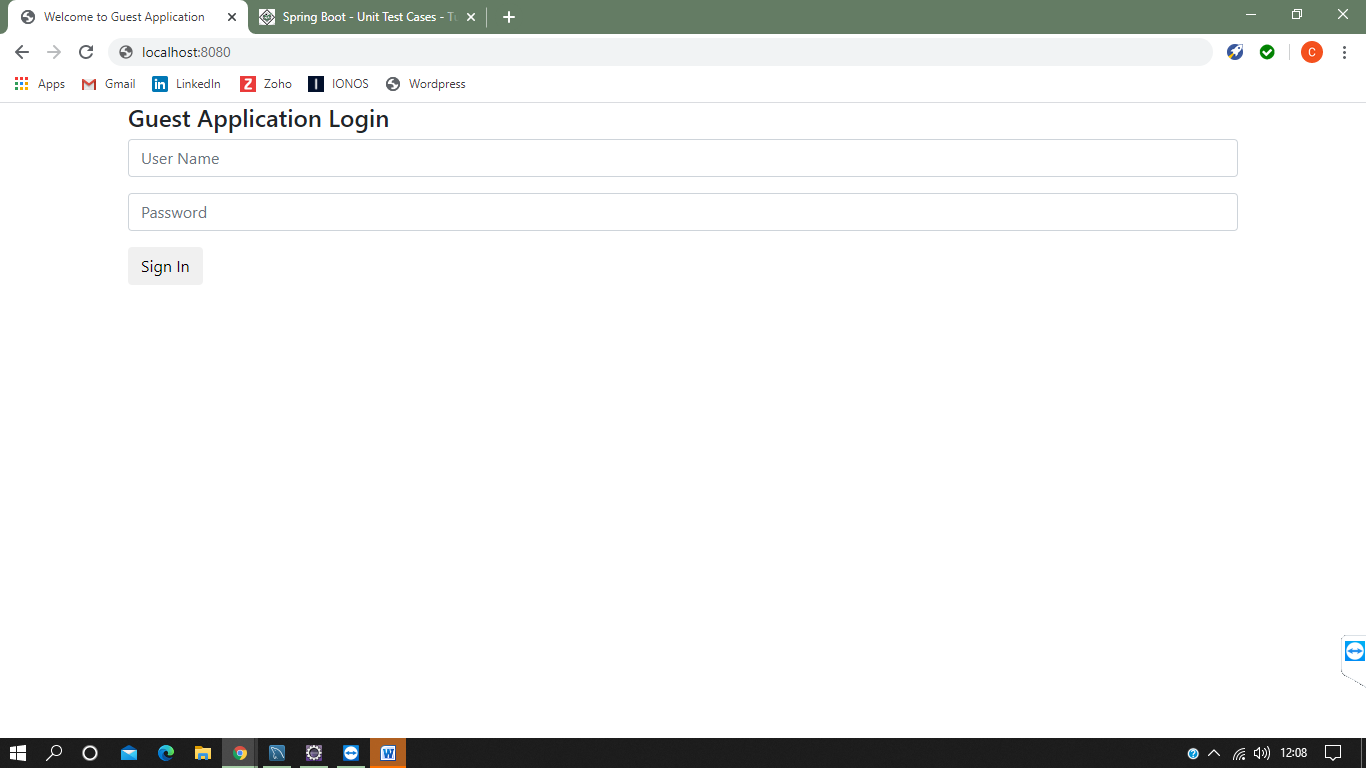 Welcome to Guest Application
Spring Boot - Unit Test Cases - Tu
localhost:8080
C
Apps Gmail LinkedIn Zoho IONOS Wordpress
Guest Application Login
User Name
Password
Sign In
12:08